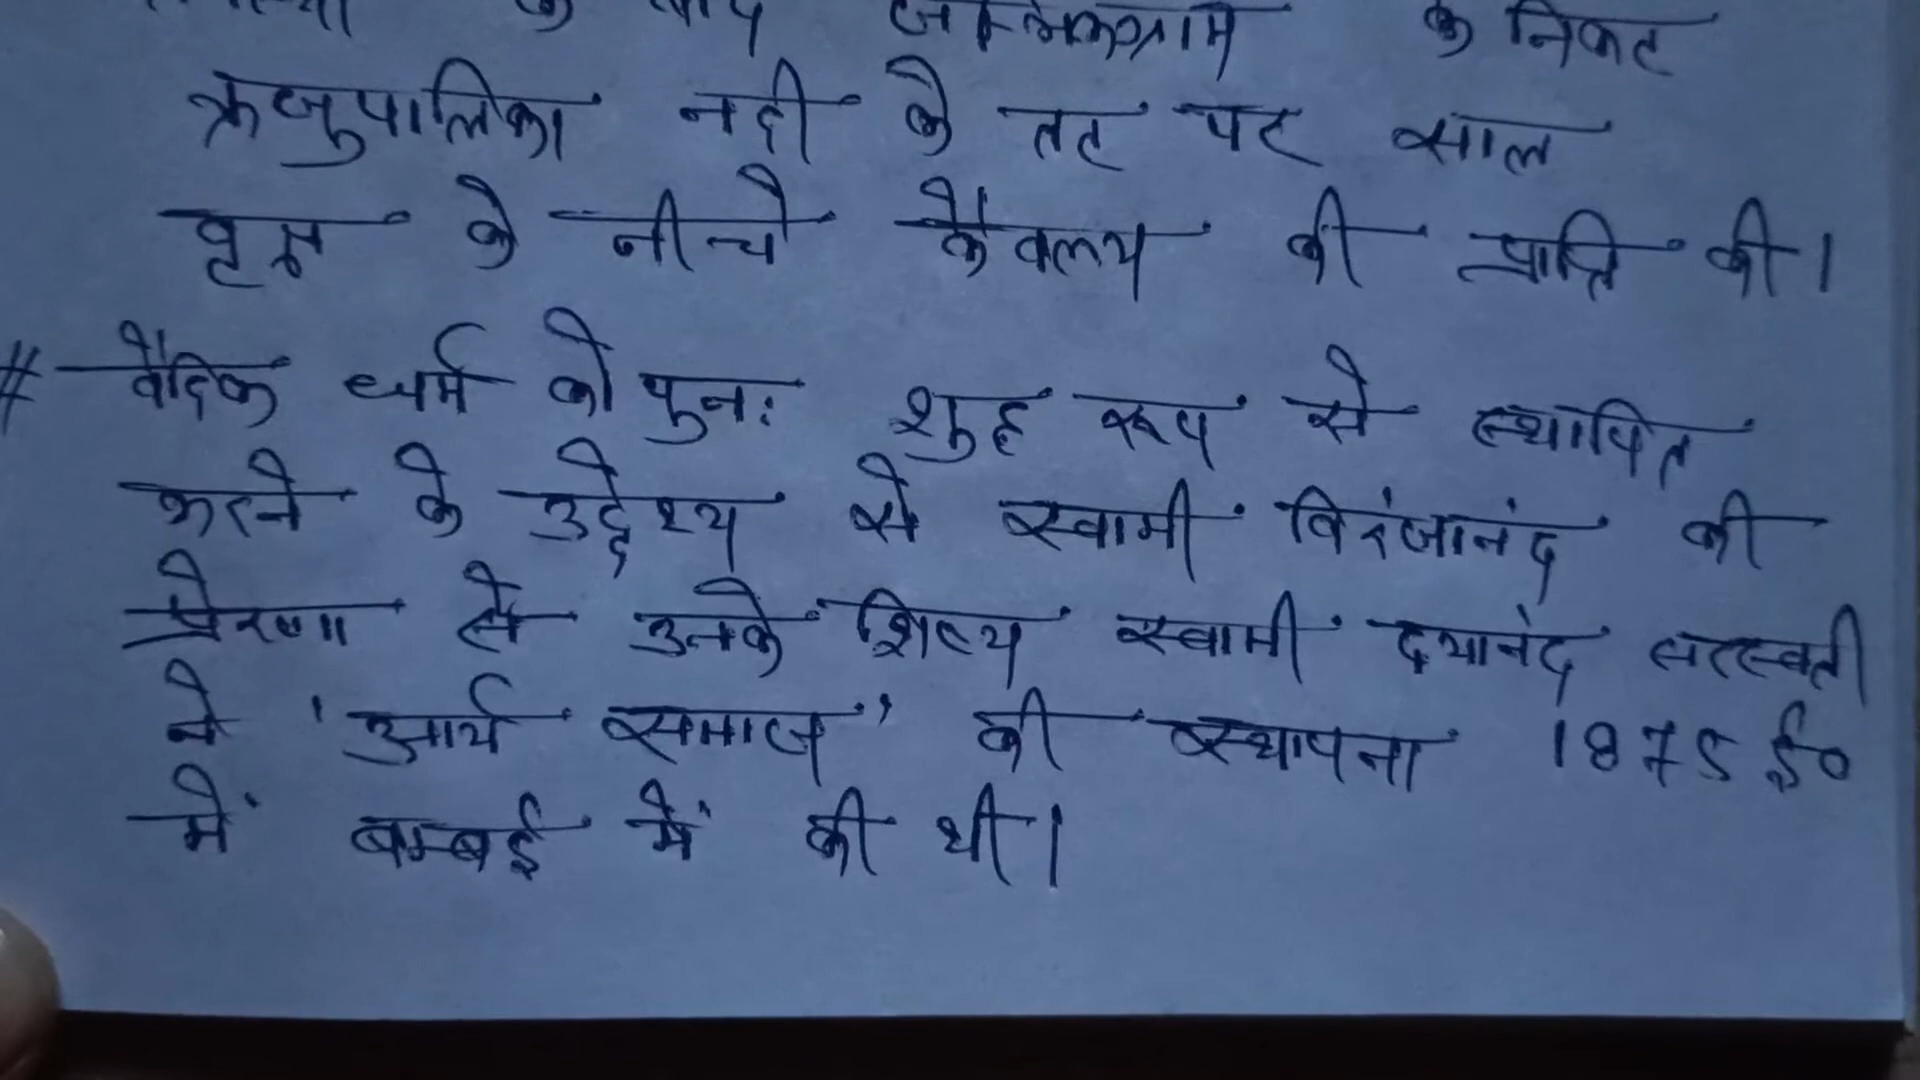 के बाद जृम्भिकग्राम के निकट
ऋजुपालिका नदी के तट पर साल
वृक्ष के नीचे कैवल्य की प्राप्ति की।
# वैदिक धर्म को पुनः शुद्ध रूप से स्थापित
करने के उद्देश्य से स्वामी विरंजानंद की
प्रेरणा से उनके शिष्य स्वामी दयानंद सरस्वती
ने 'आर्य समाज' की स्थापना 1875 ई०
में बम्बई में की थी।